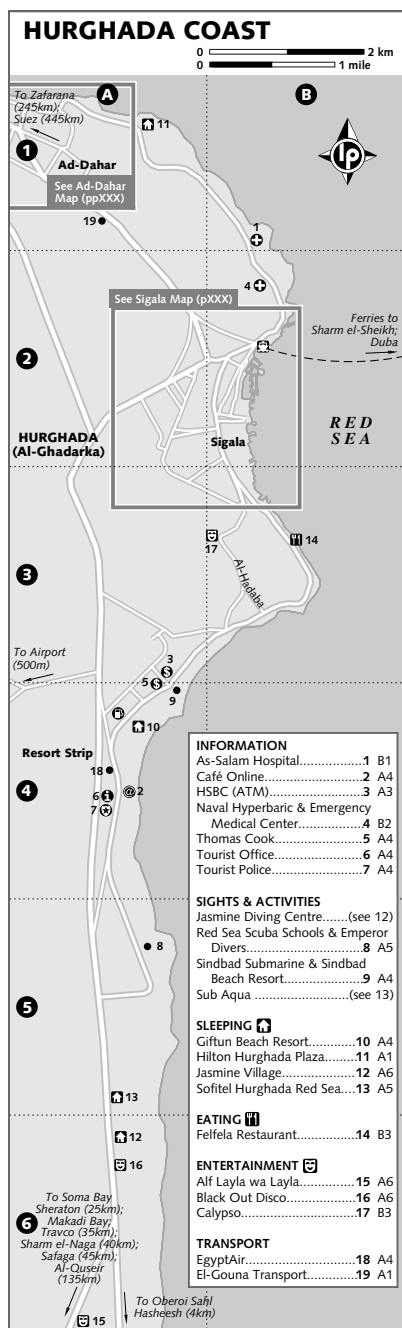 HURGHADA COAST
0 2 km
0 1 mile
A
B
To Zafarana
(245km);
Suez (445km)
11
lp
1
Ad-Dahar
See Ad-Dahar
Map (ppXXX)
19
1
4
See Sigala Map (pXXX)
Ferries to
Sharm el-Sheikh;
Duba
2
RED
SEA
HURGHADA
(Al-Ghadarka)
Sigala
17
14
3
Al-Hadaba
To Airport
(500m)
3
5
9
10
Resort Strip
18
4
6
2
7
8
5
13
12
16
To Soma Bay
Sheraton (25km);
Makadi Bay;
Travco (35km);
Sharm el-Naga (40km);
Safaga (45km);
Al-Quseir
(135km)
6
To Oberoi Sahl
Hasheesh (4km)
15
INFORMATION
As-Salam Hospital..................1 B1
Café Online............................2 A4
HSBC (ATM)..........................3 A3
Naval Hyperbaric & Emergency
Medical Center....................4 B2
Thomas Cook.........................5 A4
Tourist Office.........................6 A4
Tourist Police.........................7 A4
SIGHTS & ACTIVITIES
Jasmine Diving Centre......(see 12)
Red Sea Scuba Schools & Emperor
Divers..................................8 A5
Sindbad Submarine & Sindbad
Beach Resort.......................9 A4
Sub Aqua ........................(see 13)
SLEEPING
Giftun Beach Resort.............10 A4
Hilton Hurghada Plaza........11 A1
Jasmine Village....................12 A6
Sofitel Hurghada Red Sea....13 A5
EATING
Felfela Restaurant................14 B3
ENTERTAINMENT
Alf Layla wa Layla................15 A6
Black Out Disco...................16 A6
Calypso................................17 B3
TRANSPORT
EgyptAir..............................18 A4
El-Gouna Transport.............19 A1